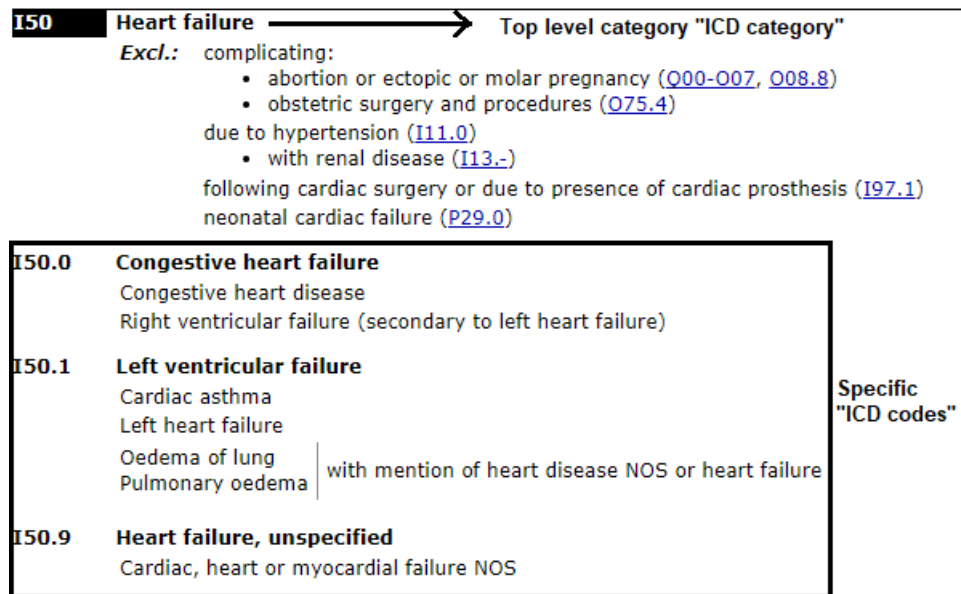 I50 Heart failure Top level category "ICD category"
Excl.: complicating:
• abortion or ectopic or molar pregnancy (O00-O07, O08.8)
• obstetric surgery and procedures (O75.4)
due to hypertension (I11.0)
• with renal disease (I13.-)
following cardiac surgery or due to presence of cardiac prosthesis (I97.1)
neonatal cardiac failure (P29.0)
I50.0 Congestive heart failure
Congestive heart disease
Right ventricular failure (secondary to left heart failure)
I50.1 Left ventricular failure
Cardiac asthma
Left heart failure
Oedema of lung
Pulmonary oedema
with mention of heart disease NOS or heart failure
Specific
"ICD codes"
I50.9 Heart failure, unspecified
Cardiac, heart or myocardial failure NOS